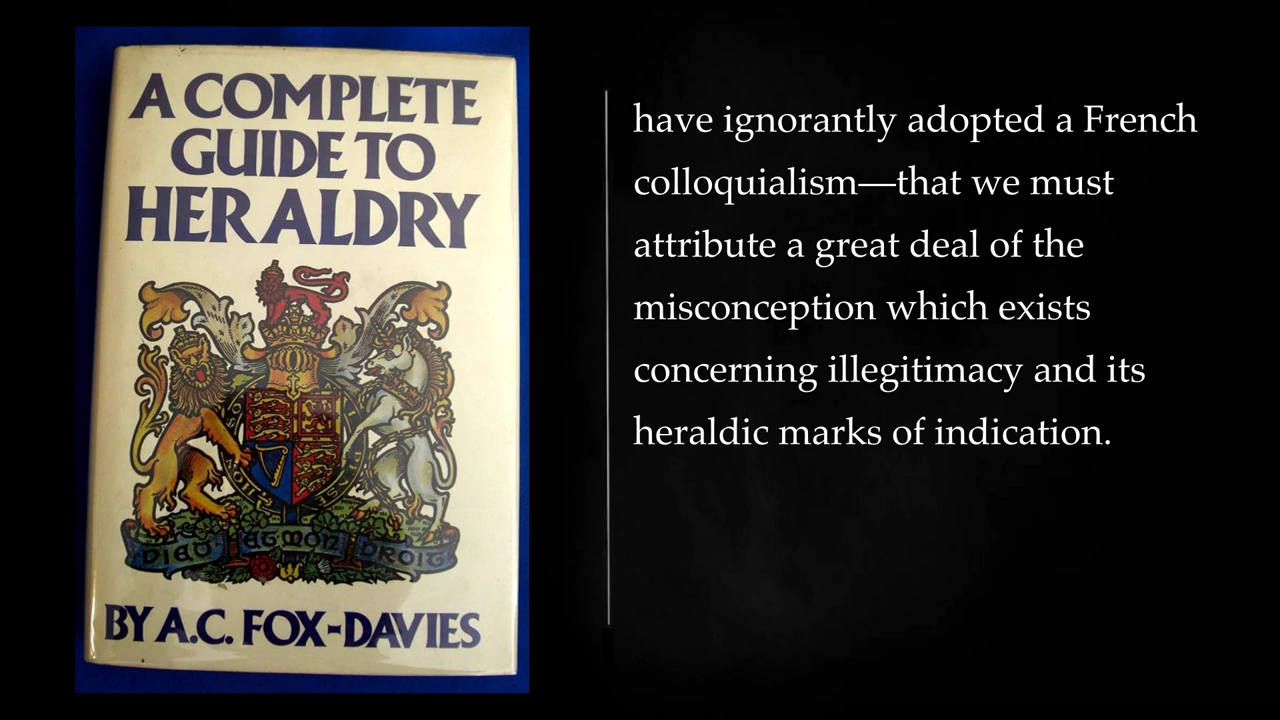 A COMPLETE
GUIDE TO
HERALDRY
DIEU ET MON DROIT
BY A.C. FOX-DAVIES
have ignorantly adopted a French
colloquialism—that we must
attribute a great deal of the
misconception which exists
concerning illegitimacy and its
heraldic marks of indication.